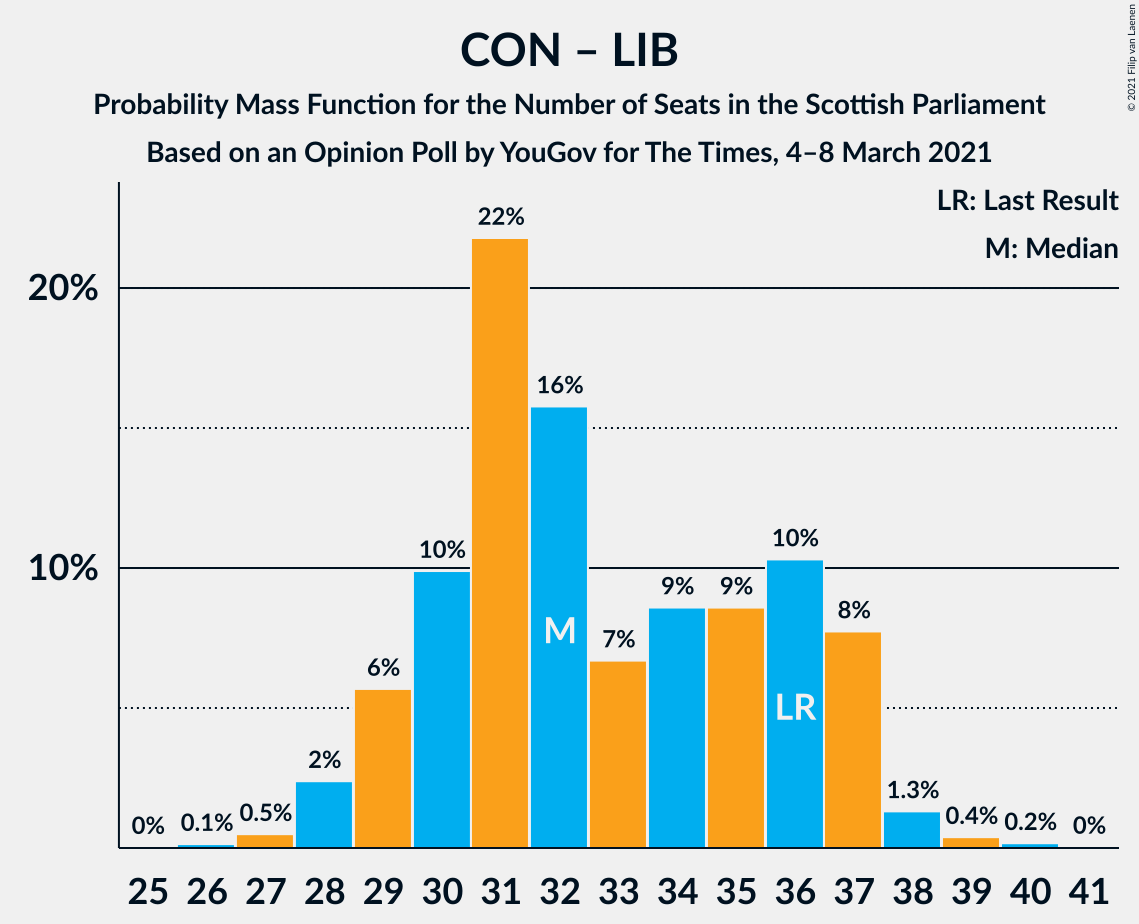 CON – LIB
Probability Mass Function for the Number of Seats in the Scottish Parliament
Based on an Opinion Poll by YouGov for The Times, 4–8 March 2021
© 2021 Filip van Laenen
LR: Last Result
M: Median
20%
10%
0%
0.1%
0.5%
2%
6%
10%
22%
16%
7%
9%
9%
10%
8%
1.3%
0.4%
0.2%
0%
M
LR
25 26 27 28 29 30 31 32 33 34 35 36 37 38 39 40 41